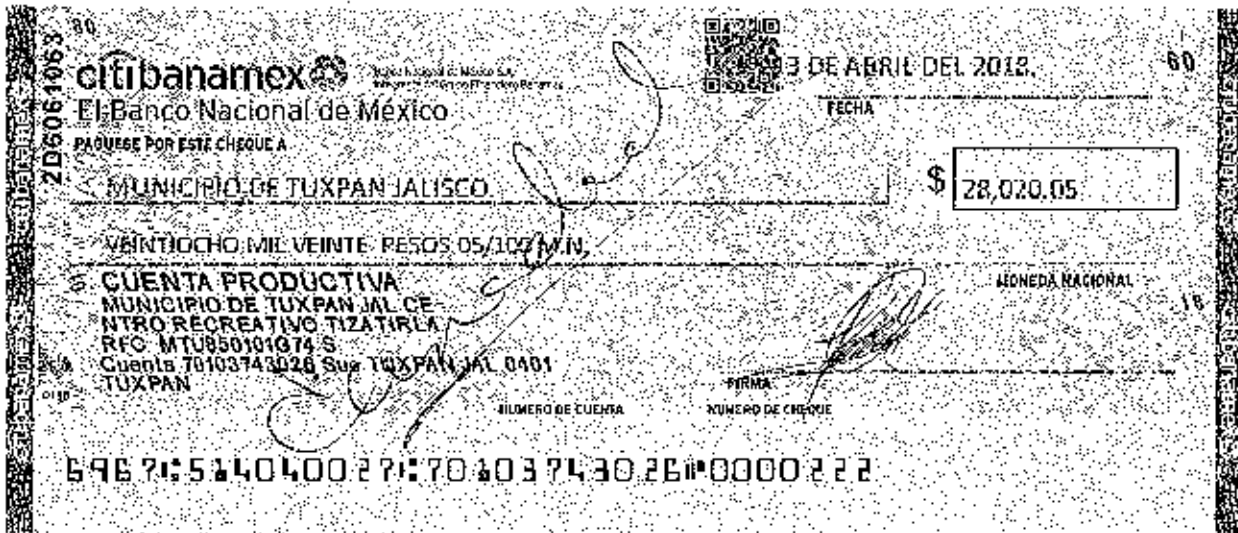 2D606061063
60
citibanamex
El Banco Nacional de México
3 DE ABRIL DEL 2018.
60
FECHA
PAGUESE POR ESTE CHEQUE A
MUNICIPIO DE TUXPAN JALISCO
$ 28,020.05
VEINTIOCHO MIL VEINTE PESOS 05/100 M.N.
MONEDA NACIONAL
CUENTA PRODUCTIVA
MUNICIPIO DE TUXPAN JAL CE
NTRO RECREATIVO TIZATIRLA
RFC MTU850101G74 S
Cuenta 70103743026 Suc TUXPAN JAL 0401
TUXPAN
FIRMA
NUMERO DE CUENTA
NUMERO DE CHEQUE